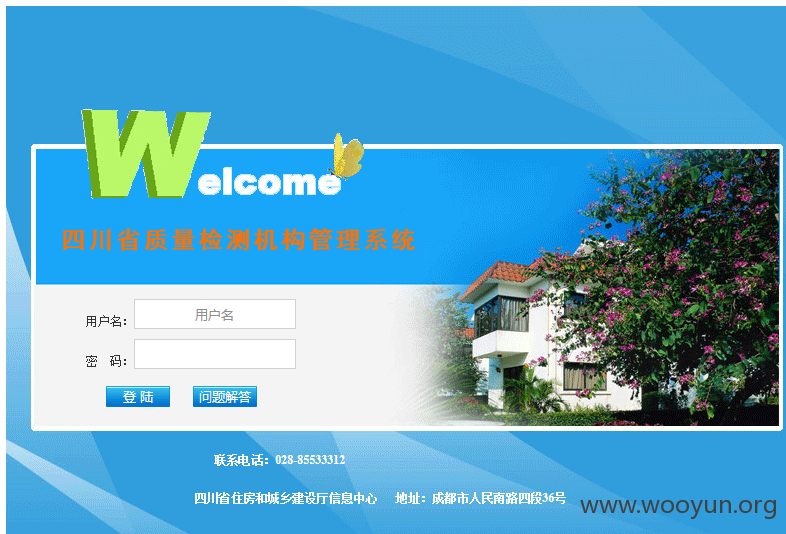 Welcome
四川省质量检测机构管理系统
用户名： 用户名
密 码：
登 陆 问题解答
联系电话：028-85533312
四川省住房和城乡建设厅信息中心 地址：成都市人民南路四段36号
www.wooyun.org